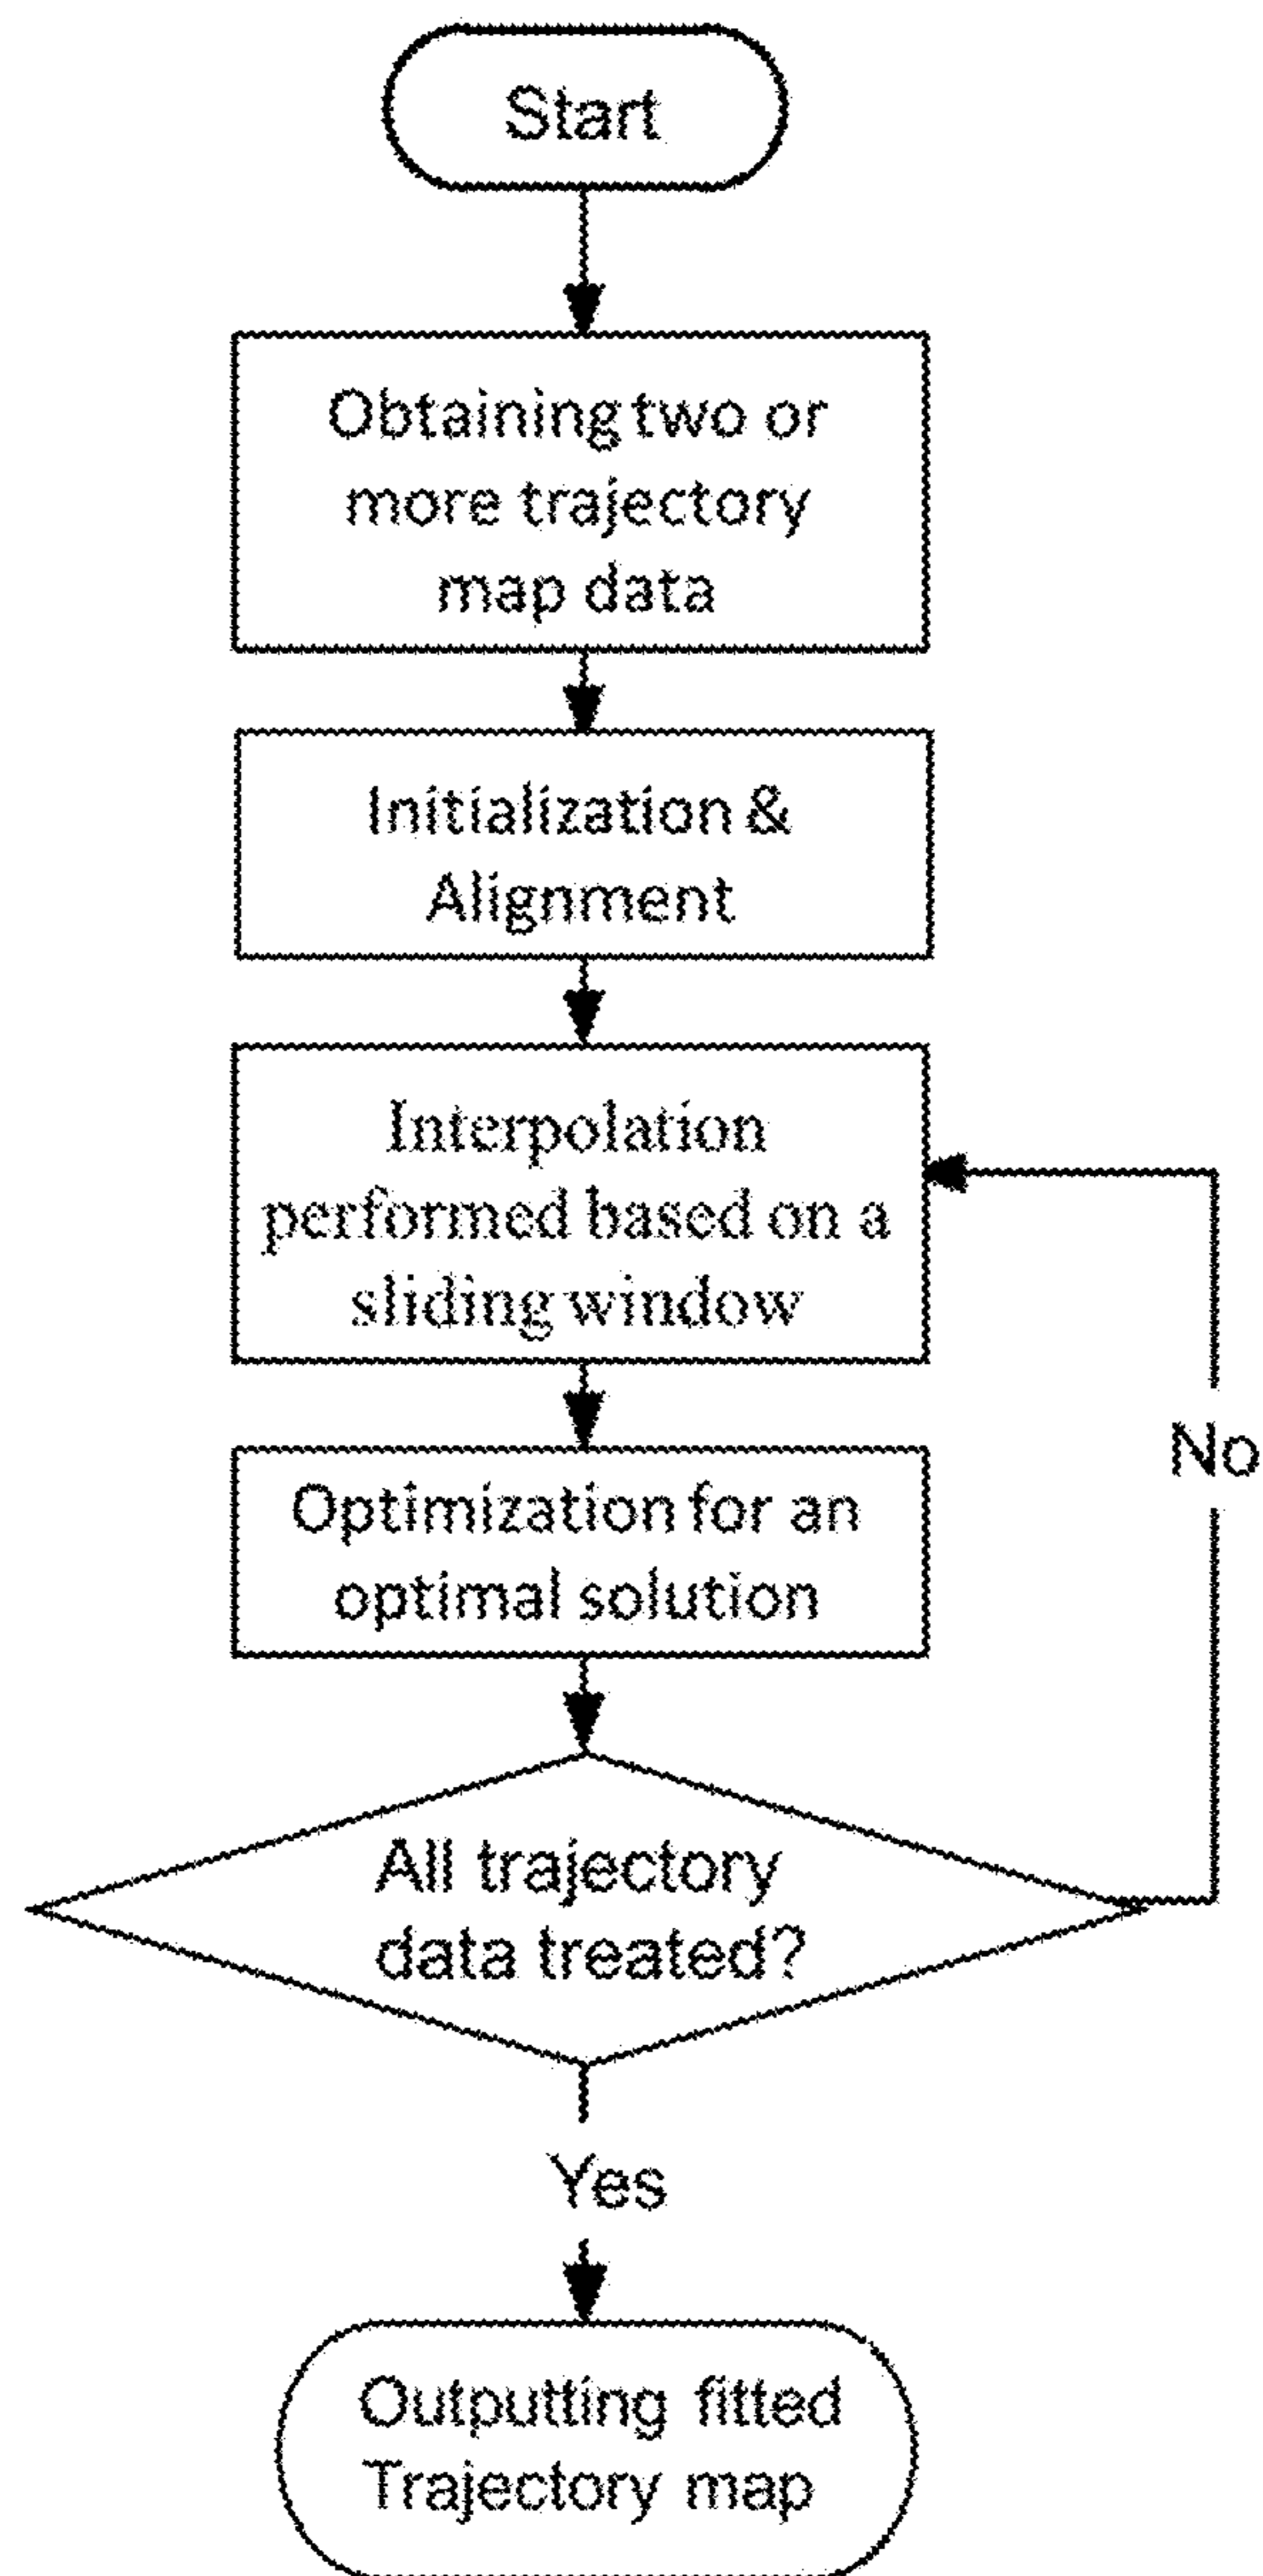 Start
Obtaining two or
more trajectory
map data
Initialization &
Alignment
Interpolation
performed based on a
sliding window
Optimization for an
optimal solution
All trajectory
data treated?
No
Yes
Outputting fitted
Trajectory map